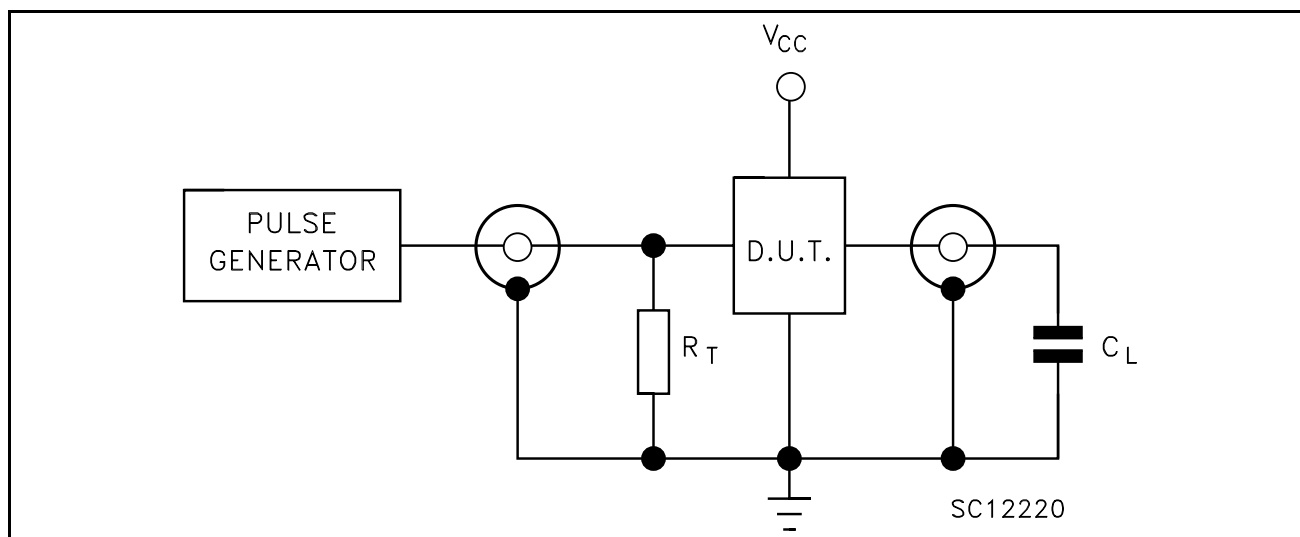 VCC
PULSE
GENERATOR
D.U.T.
RT
CL
SC12220